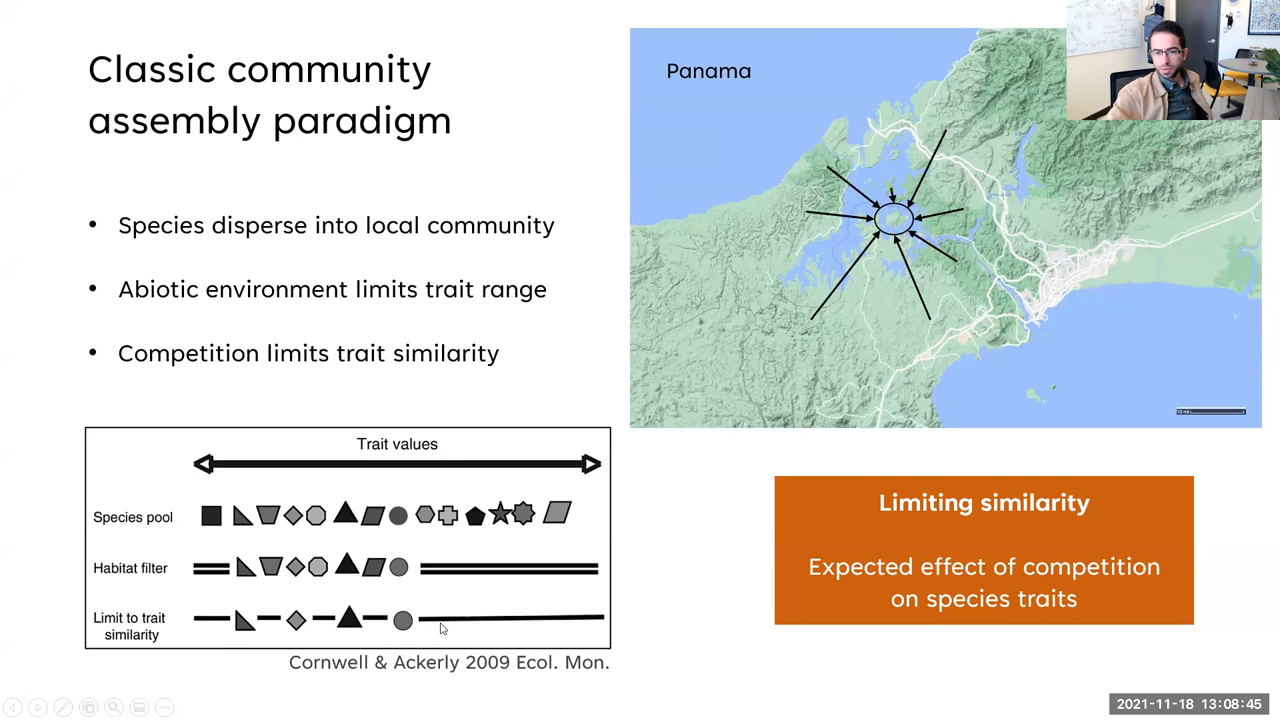 Classic community
assembly paradigm
• Species disperse into local community
• Abiotic environment limits trait range
• Competition limits trait similarity
Panama
Trait values
Species pool
Habitat filter
Limit to trait
similarity
Cornwell & Ackerly 2009 Ecol. Mon.
Limiting similarity
Expected effect of competition
on species traits
2021-11-18 13:08:45